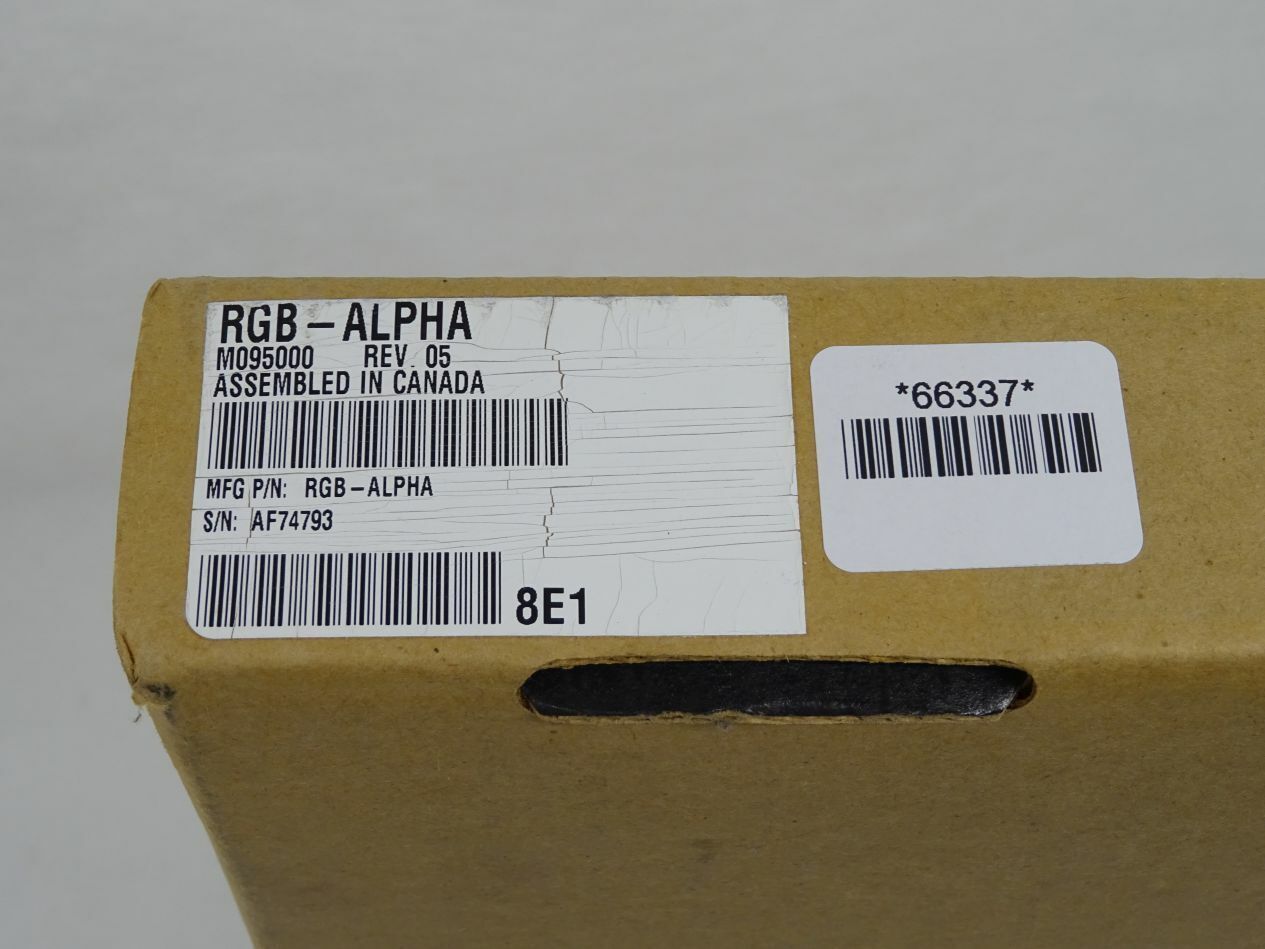 RGB-ALPHA
M095000 REV. 05
ASSEMBLED IN CANADA
MFG P/N: RGB-ALPHA
S/N: AF74793
8E1
*66337*